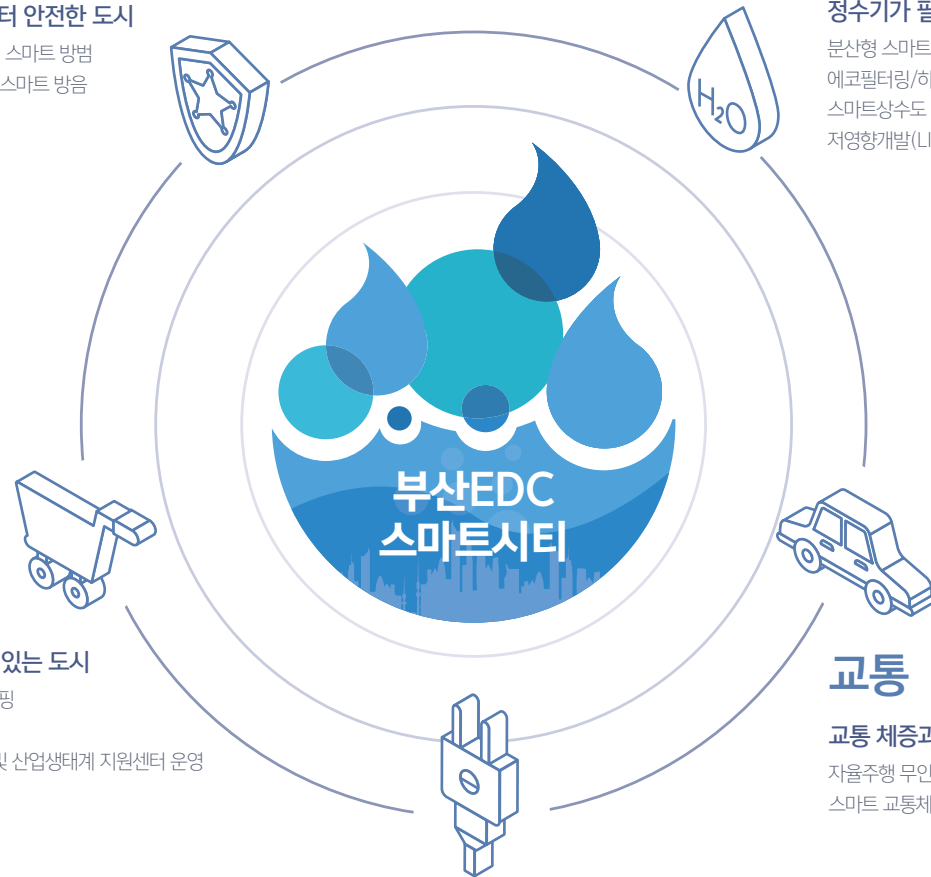 터 안전한 도시
스마트 방범
스마트 방음
정수기가 필
분산형 스마트
에코필터링/하
스마트상수도
저영향개발(LI
H₂O
부산EDC
스마트시티
있는 도시
핑
및 산업생태계 지원센터 운영
교통
교통 체증과
자율주행 무인
스마트 교통체